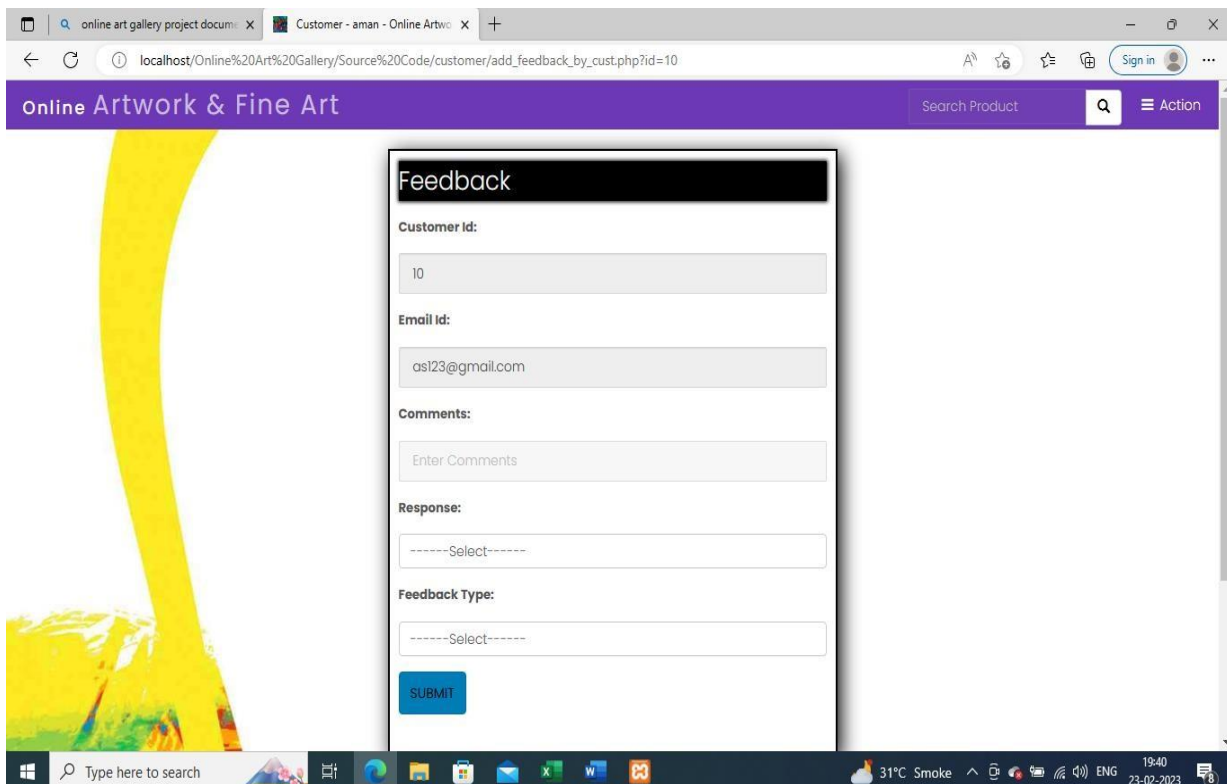 online art gallery project docume
Customer - aman - Online Artwo
localhost/Online%20Art%20Gallery/Source%20Code/customer/add_feedback_by_cust.php?id=10
Sign in
Online Artwork & Fine Art
Search Product
Action
Feedback
Customer Id:
10
Email Id:
as123@gmail.com
Comments:
Enter Comments
Response:
------Select------
Feedback Type:
------Select------
SUBMIT
Type here to search
31°C Smoke
ENG
19:40
23-02-2023